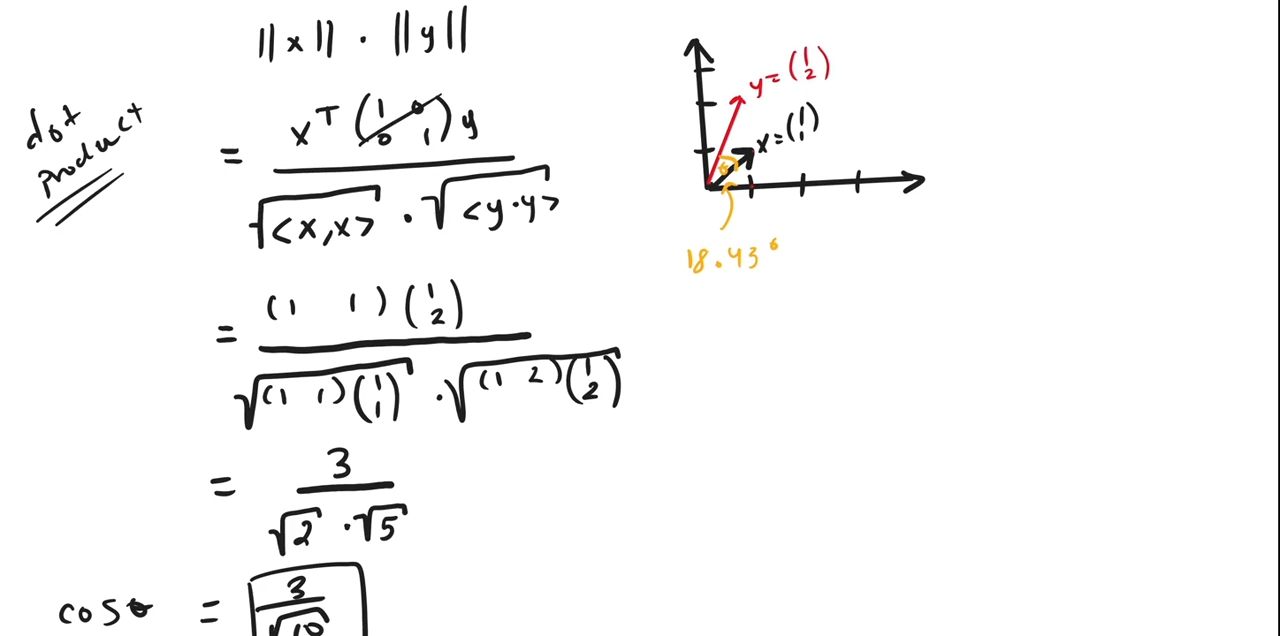 ||x|| · ||y||
dot product
= x^T (1 0 0 1) y
√<x,x> · √<y·y>
= (1 1) (1 2)
√(1 1)(1 1) · √(1 2)(1 2)
= 3
√2 · √5
cosθ = 3
√10
y = (1 2)
x = (1 1)
θ
18.43°